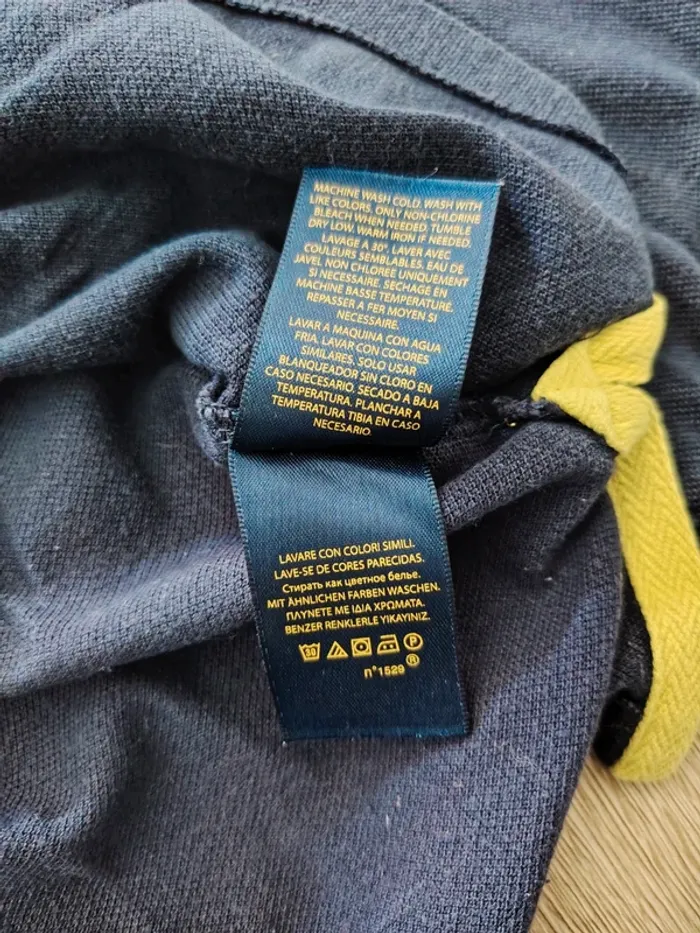 MACHINE WASH COLD. WASH WITH
LIKE COLORS. ONLY NON-CHLORINE
BLEACH WHEN NEEDED. TUMBLE
DRY LOW. WARM IRON IF NEEDED.
LAVAGE A 30°. LAVER AVEC
COULEURS SEMBLABLES. EAU DE
JAVEL NON CHLOREE UNIQUEMENT
SI NECESSAIRE. SECHAGE EN
MACHINE BASSE TEMPERATURE.
REPASSER A FER MOYEN SI
NECESSAIRE.
LAVAR A MAQUINA CON AGUA
FRIA. LAVAR CON COLORES
SIMILARES. SOLO USAR
BLANQUEADOR SIN CLORO EN
CASO NECESARIO. SECADO A BAJA
TEMPERATURA. PLANCHAR A
TEMPERATURA TIBIA EN CASO
NECESARIO.
LAVARE CON COLORI SIMILI.
LAVE-SE DE CORES PARECIDAS.
Стирать как цветное белье.
MIT ÄHNLICHEN FARBEN WASCHEN.
ΠΛΥΝΕΤΕ ΜΕ ΙΔΙΑ ΧΡΩΜΑΤΑ.
BENZER RENKLERLE YIKAYINIZ.
30 P
n°1529 ®